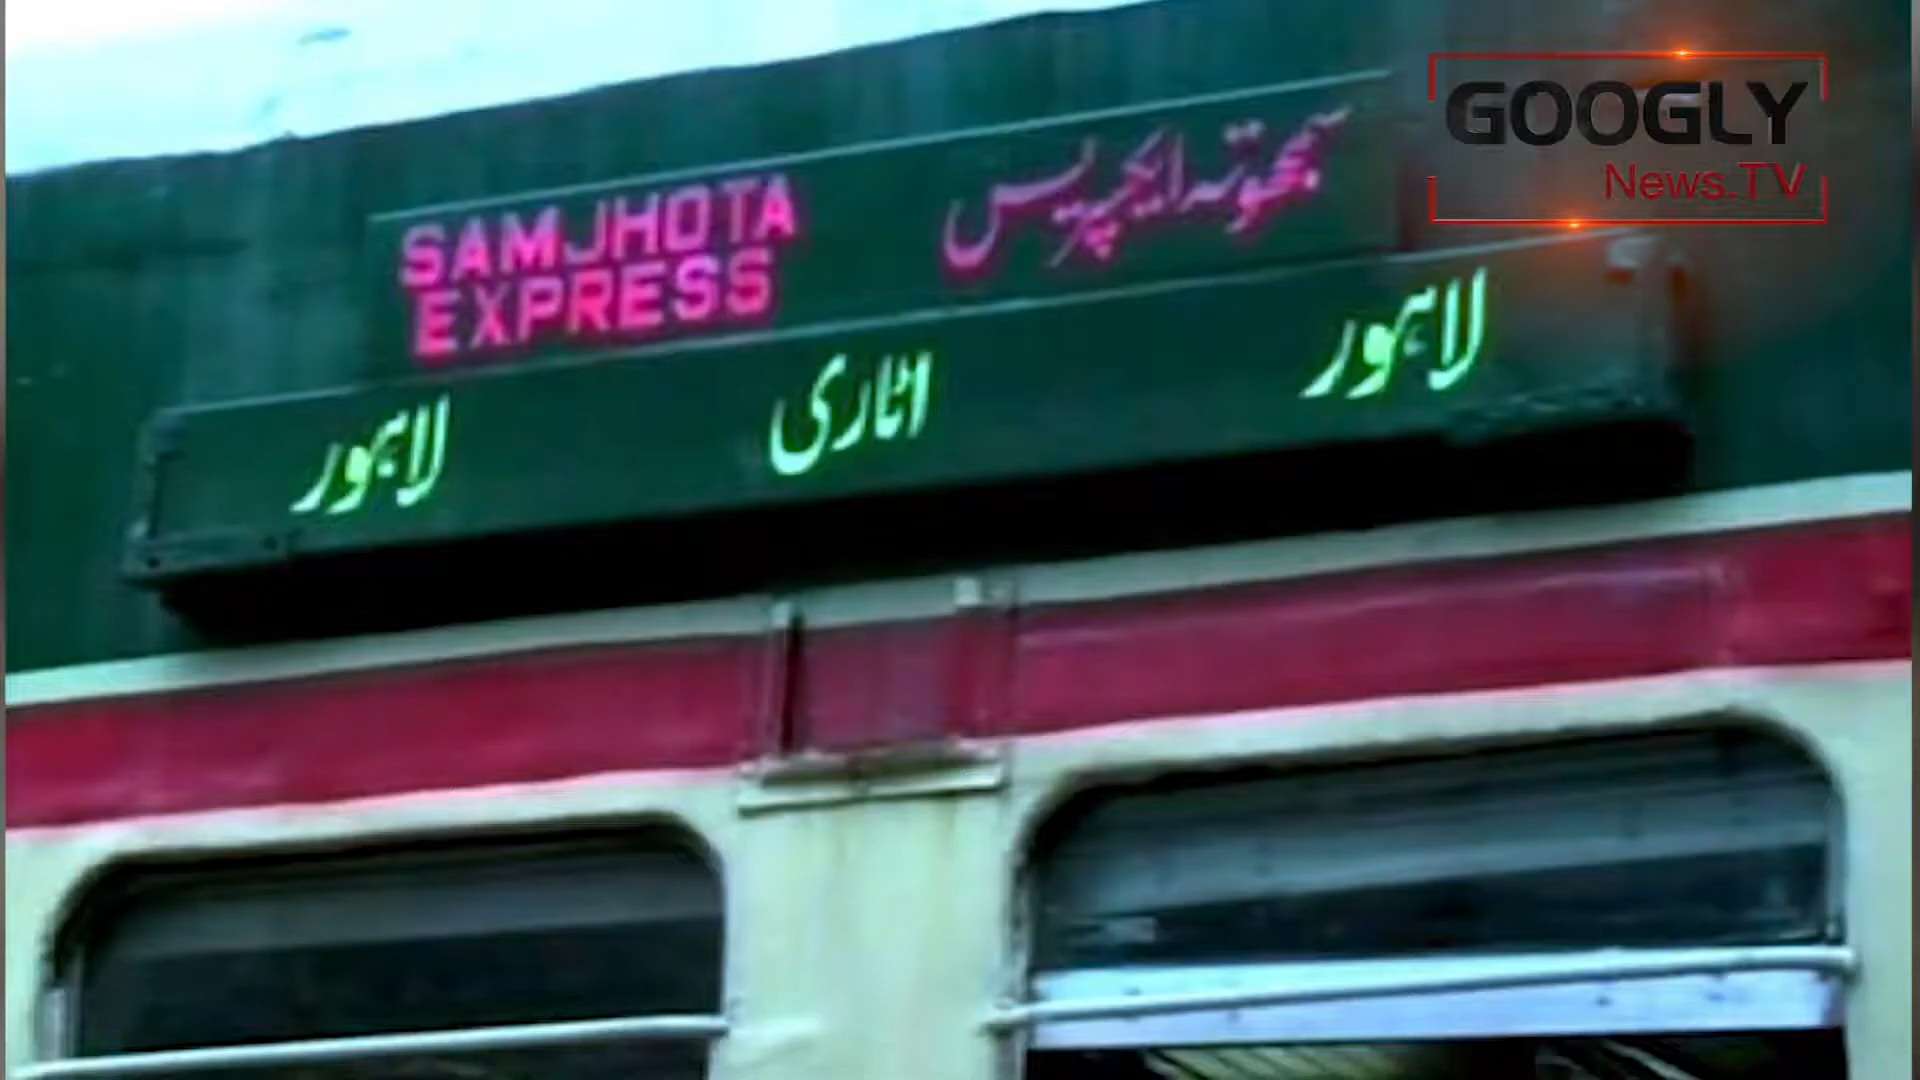 GOOGLY
News.TV
SAMJHOTA
EXPRESS
سمجھوتہ ایکسپریس
لاہور اٹاری لاہور